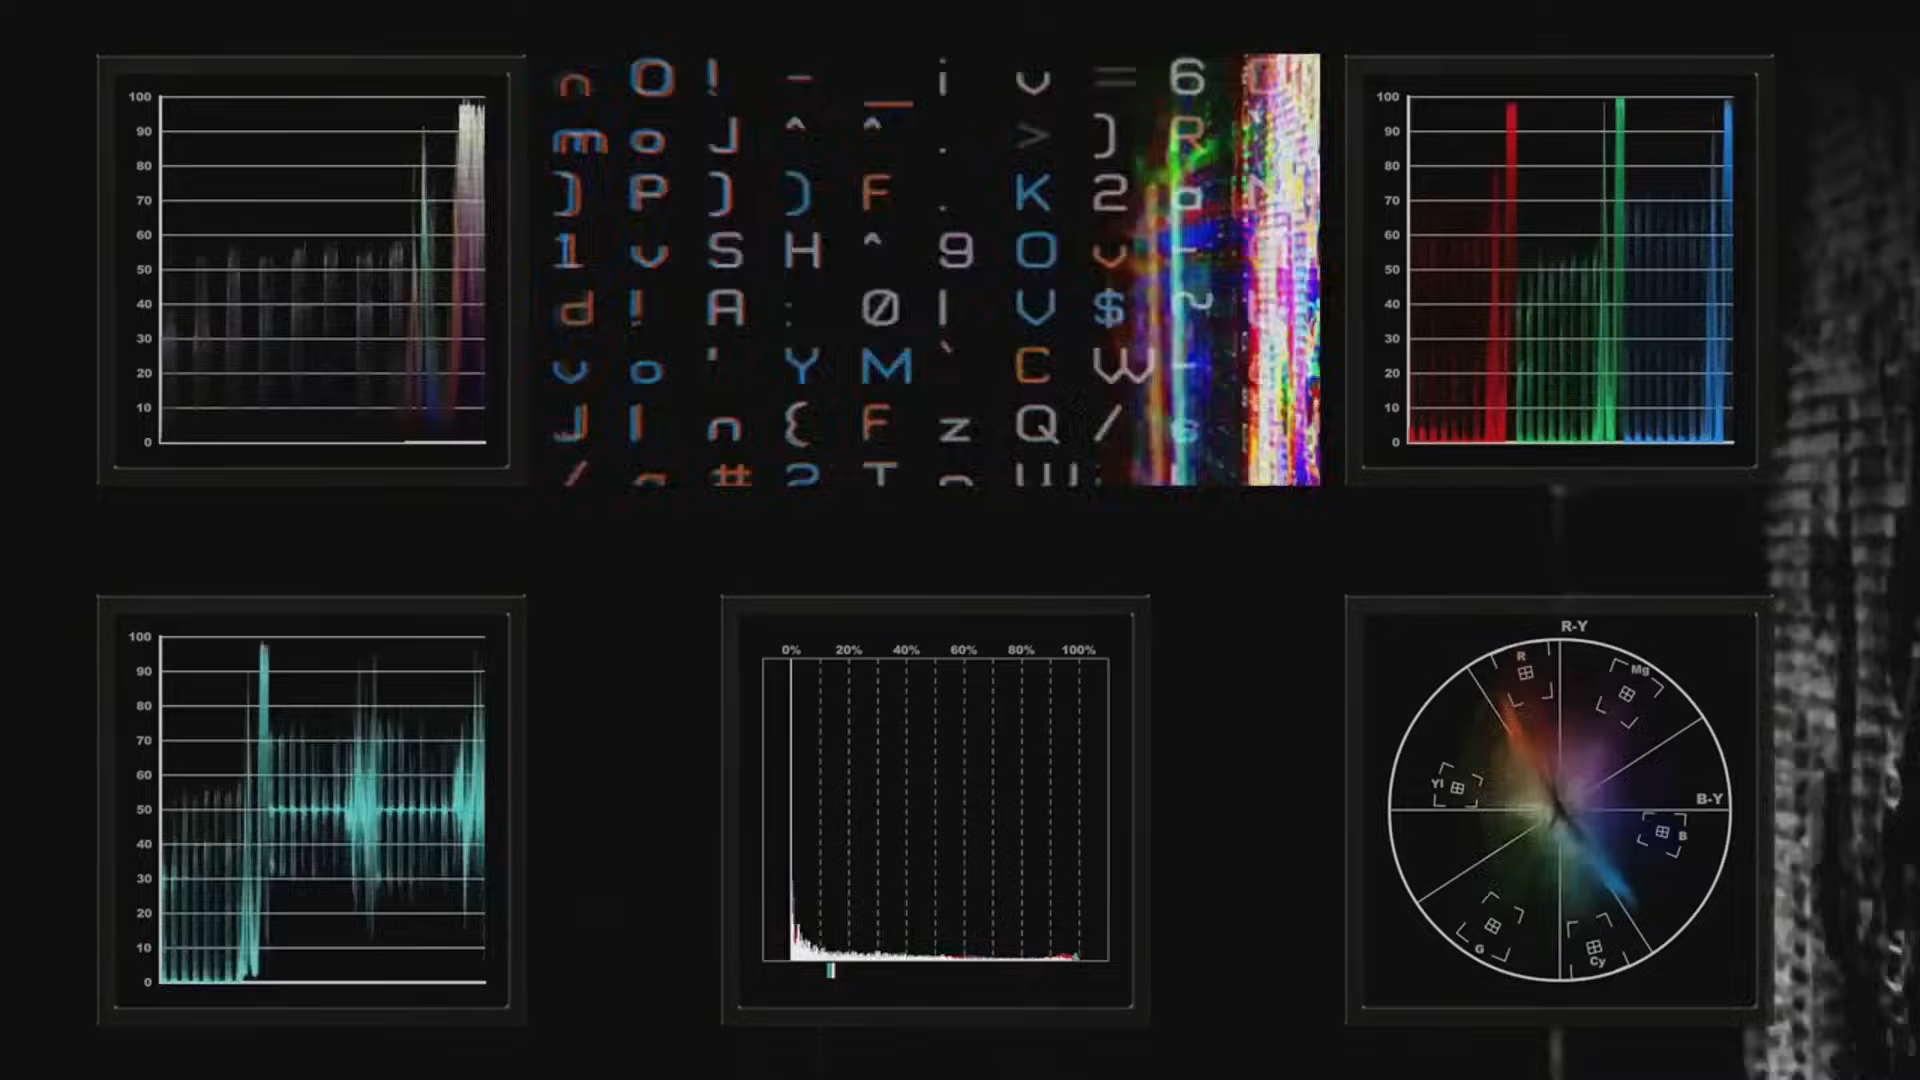 100
90
80
70
60
50
40
30
20
10
0
n O ! - _ i v = 6
m o J ^ ^ . > ) R
) P ) ) F . K 2 a
1 v S H ^ 9 O v -
d ! A : 0 | V $ ~
v o ' Y M ` C W -
J l n { F z Q / s
100
90
80
70
60
50
40
30
20
10
0
100
90
80
70
60
50
40
30
20
10
0
0% 20% 40% 60% 80% 100%
R-Y
R
Mg
Yl
B-Y
B
G
Cy